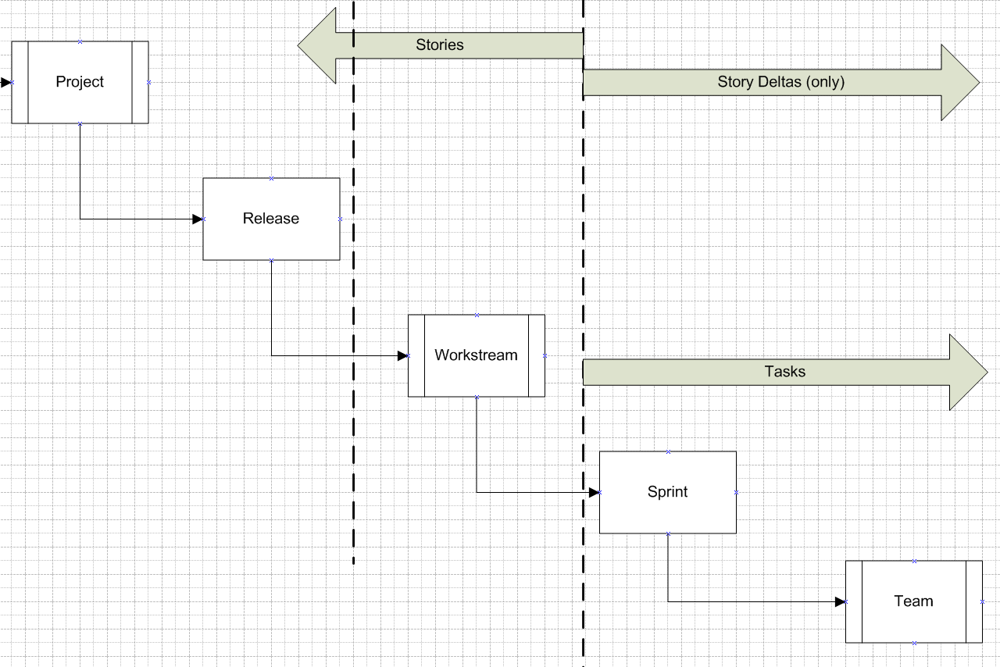 Stories
Project
Story Deltas (only)
Release
Workstream
Tasks
Sprint
Team